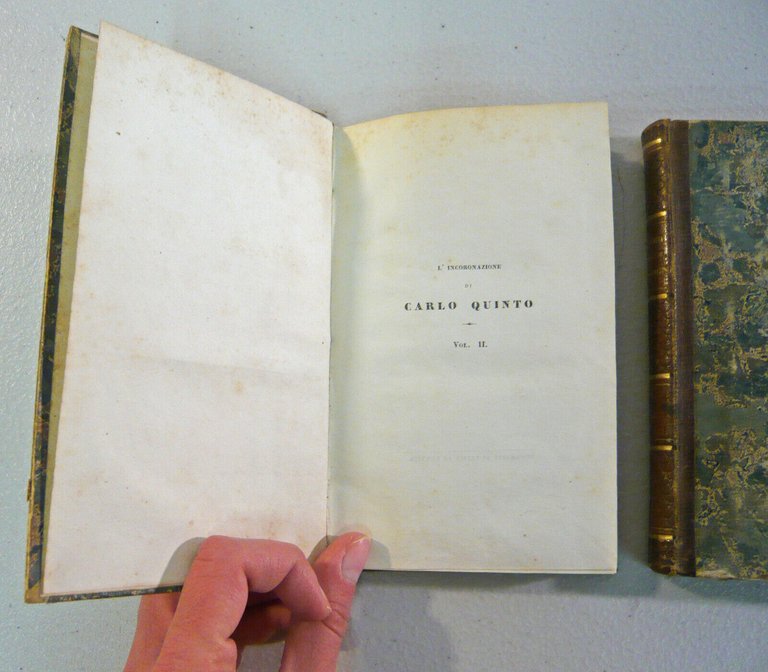 L' INCORONAZIONE
DI
CARLO QUINTO
Vol. II.